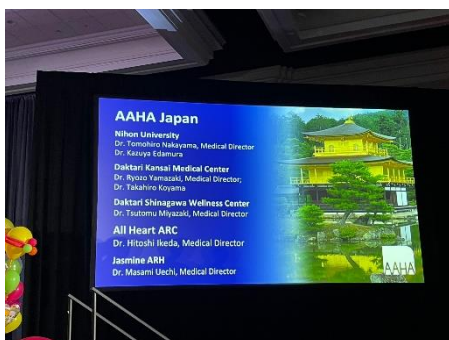 AAHA Japan
Nihon University
Dr. Tomohiro Nakayama, Medical Director
Dr. Kazuya Edamura
Daktari Kansai Medical Center
Dr. Ryozo Yamazaki, Medical Director;
Dr. Takahiro Koyama
Daktari Shinagawa Wellness Center
Dr. Tsutomu Miyazaki, Medical Director
All Heart ARC
Dr. Hitoshi Ikeda, Medical Director
Jasmine ARH
Dr. Masami Uechi, Medical Director
AAHA